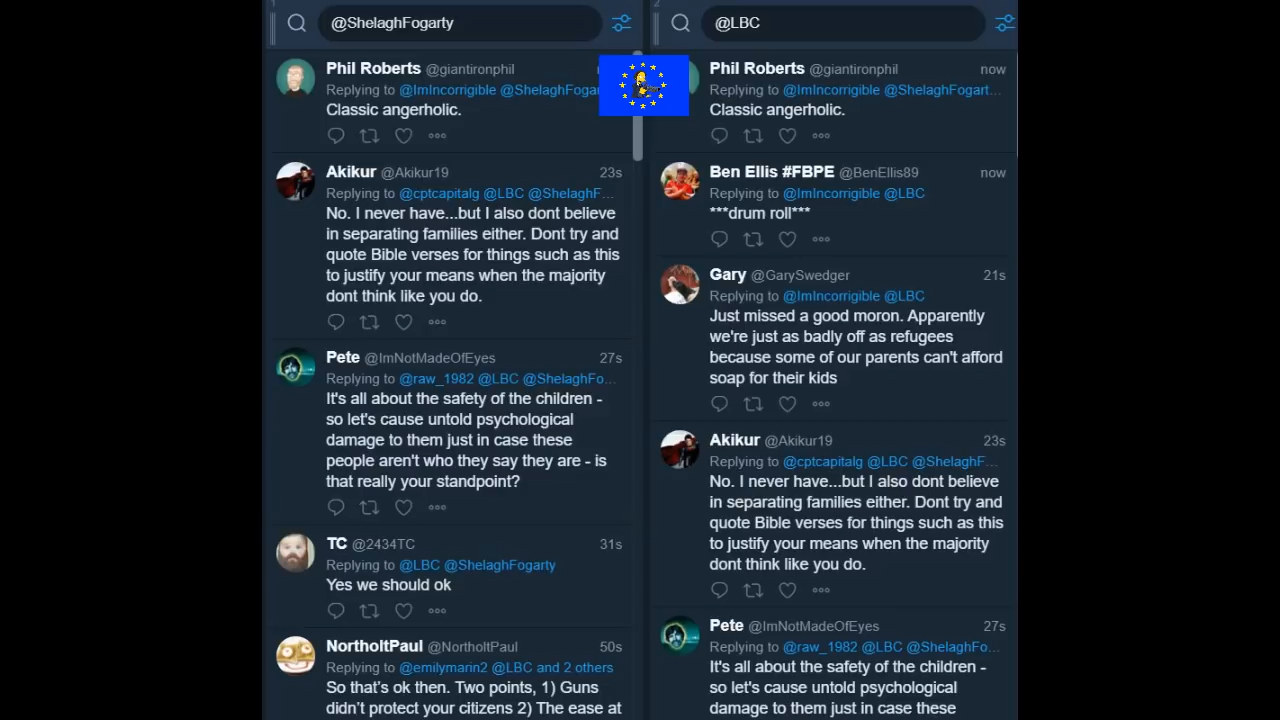 1
@ShelaghFogarty
Phil Roberts @giantironphil
Replying to @ImIncorrigible @ShelaghFogar
Classic angerholic.
Akikur @Akikur19 23s
Replying to @cptcapitalg @LBC @ShelaghF...
No. I never have...but I also dont believe
in separating families either. Dont try and
quote Bible verses for things such as this
to justify your means when the majority
dont think like you do.
Pete @ImNotMadeOfEyes 27s
Replying to @raw_1982 @LBC @ShelaghFo...
It's all about the safety of the children -
so let's cause untold psychological
damage to them just in case these
people aren't who they say they are - is
that really your standpoint?
TC @2434TC 31s
Replying to @LBC @ShelaghFogarty
Yes we should ok
NortholtPaul @NortholtPaul 50s
Replying to @emilymarin2 @LBC and 2 others
So that's ok then. Two points, 1) Guns
didn't protect your citizens 2) The ease at
2
@LBC
Phil Roberts @giantironphil now
Replying to @ImIncorrigible @ShelaghFogart...
Classic angerholic.
Ben Ellis #FBPE @BenEllis89 now
Replying to @ImIncorrigible @LBC
***drum roll***
Gary @GarySwedger 21s
Replying to @ImIncorrigible @LBC
Just missed a good moron. Apparently
we're just as badly off as refugees
because some of our parents can't afford
soap for their kids
Akikur @Akikur19 23s
Replying to @cptcapitalg @LBC @ShelaghF...
No. I never have...but I also dont believe
in separating families either. Dont try and
quote Bible verses for things such as this
to justify your means when the majority
dont think like you do.
Pete @ImNotMadeOfEyes 27s
Replying to @raw_1982 @LBC @ShelaghFo...
It's all about the safety of the children -
so let's cause untold psychological
damage to them just in case these